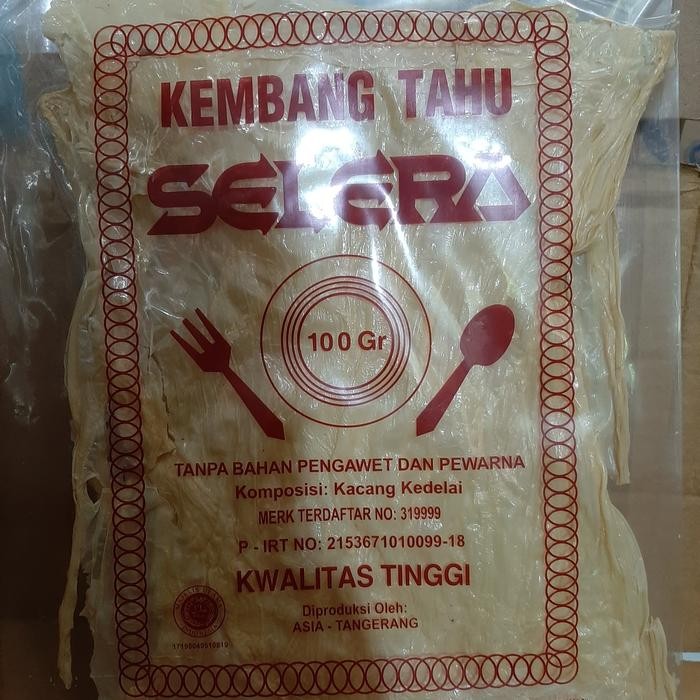 KEMBANG TAHU
SELERA
100 Gr
TANPA BAHAN PENGAWET DAN PEWARNA
Komposisi: Kacang Kedelai
MERK TERDAFTAR NO: 319999
P - IRT NO: 2153671010099-18
KWALITAS TINGGI
Diproduksi Oleh:
ASIA - TANGERANG